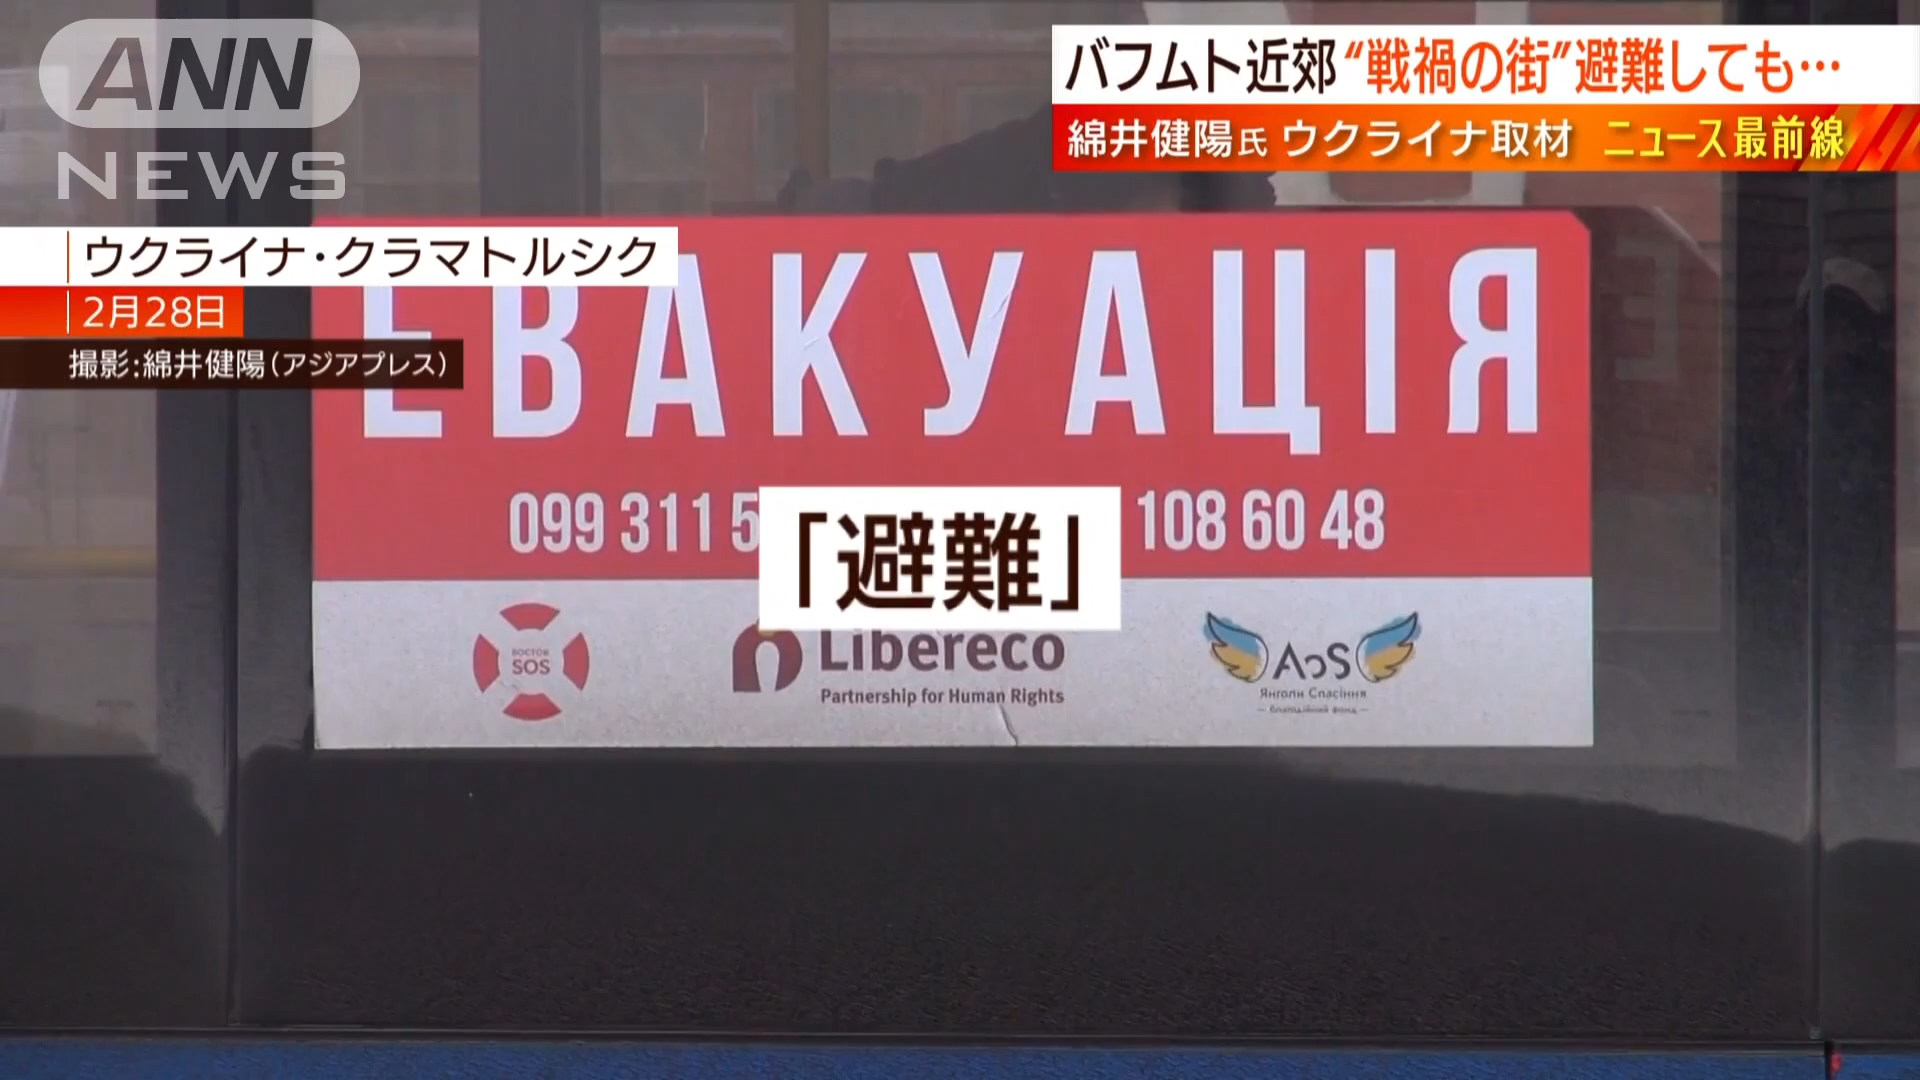 ANN
NEWS
バフムト近郊“戦禍の街”避難しても…
綿井健陽氏 ウクライナ取材 ニュース最前線
ウクライナ・クラマトルシク
2月28日
撮影:綿井健陽(アジアプレス)
ЕВАКУАЦІЯ
099 311 5
108 60 48
「避難」
ВОСТОК
SOS
Libereco
Partnership for Human Rights
AOS
Янголи Спасіння
благодійний фонд